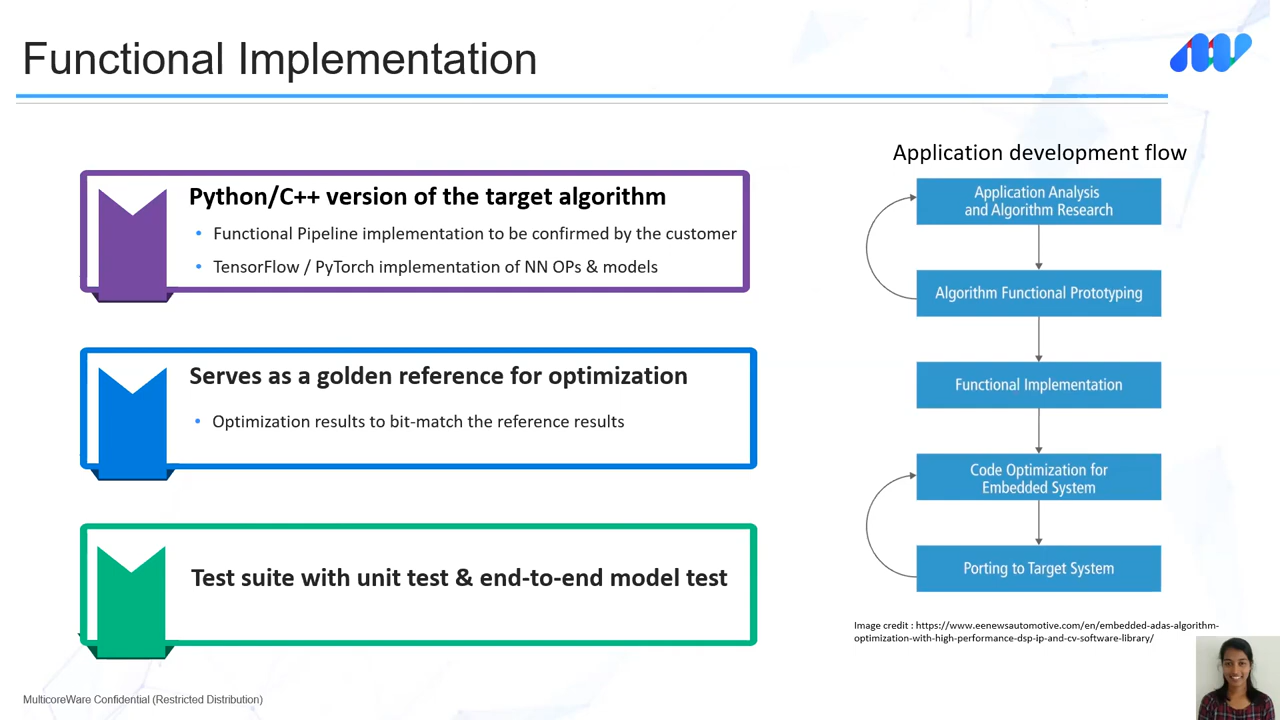 Functional Implementation
Python/C++ version of the target algorithm
• Functional Pipeline implementation to be confirmed by the customer
• TensorFlow / PyTorch implementation of NN OPs & models
Serves as a golden reference for optimization
• Optimization results to bit-match the reference results
Test suite with unit test & end-to-end model test
Application development flow
Application Analysis
and Algorithm Research
Algorithm Functional Prototyping
Functional Implementation
Code Optimization for
Embedded System
Porting to Target System
Image credit : https://www.eenewsautomotive.com/en/embedded-adas-algorithm-
optimization-with-high-performance-dsp-ip-and-cv-software-library/
MulticoreWare Confidential (Restricted Distribution)